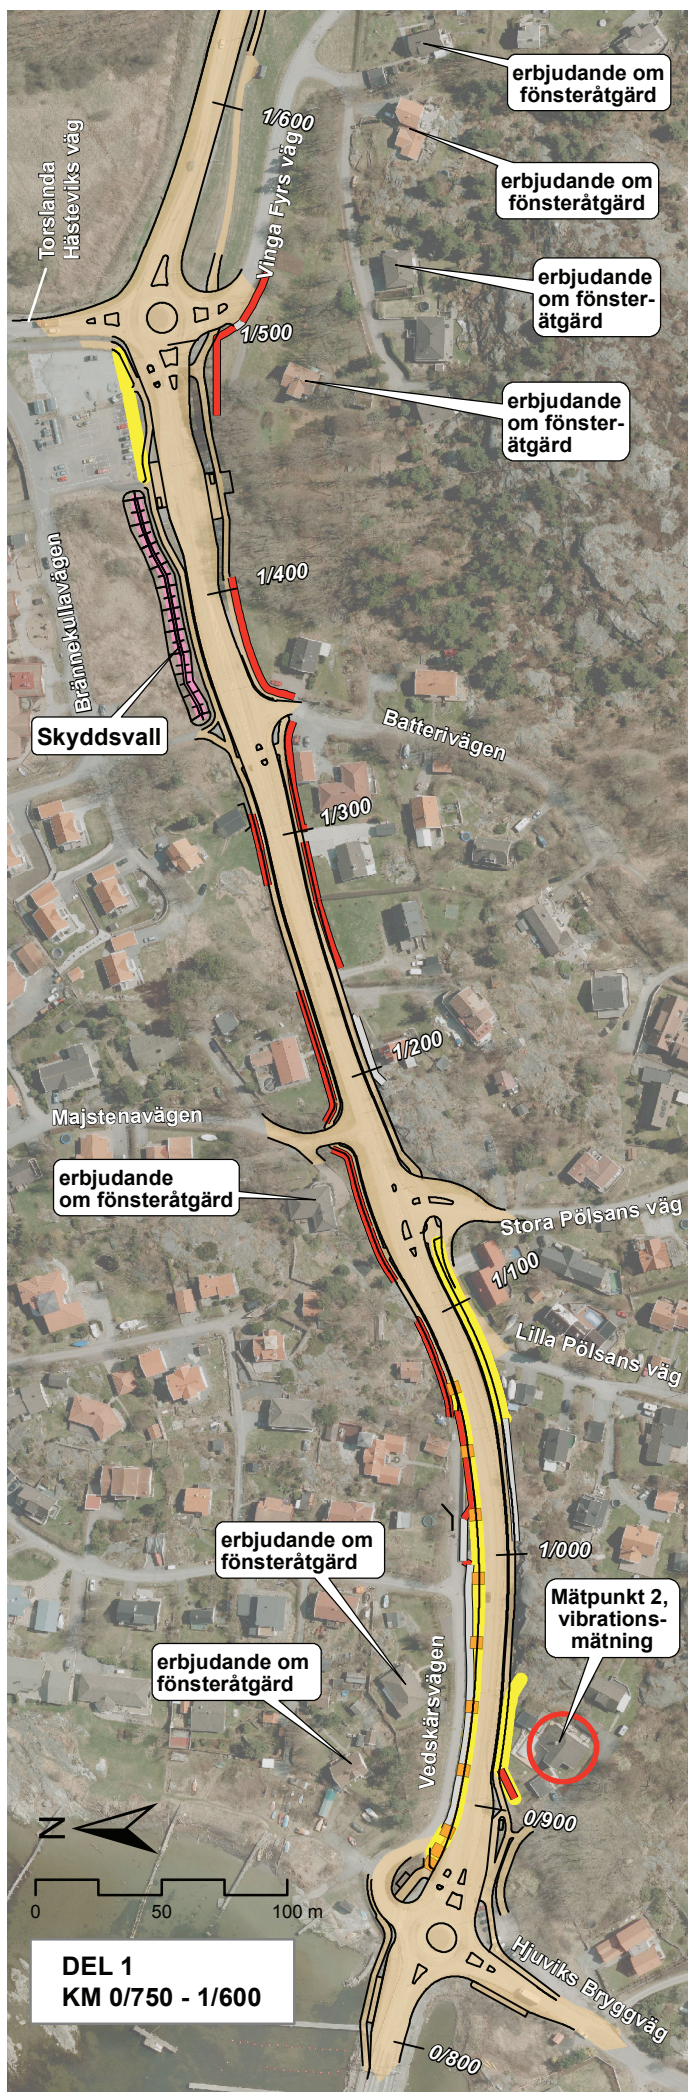 erbjudande om
fönsteråtgärd
1/600
Torslanda
Hästeviks väg
Vinga Fyrs väg
erbjudande om
fönsteråtgärd
erbjudande
om fönster-
ätgärd
1/500
erbjudande
om fönster-
ätgärd
1/400
Brännekullavägen
Skyddsvall
Batterivägen
1/300
1/200
Majstenavägen
erbjudande
om fönsteråtgärd
Stora Pölsans väg
1/100
Lilla Pölsans väg
erbjudande om
fönsteråtgärd
1/000
Mätpunkt 2,
vibrations-
mätning
erbjudande om
fönsteråtgärd
Vedskärsvägen
0/900
N
0 50 100 m
DEL 1
KM 0/750 - 1/600
Hjuviks Bryggväg
0/800